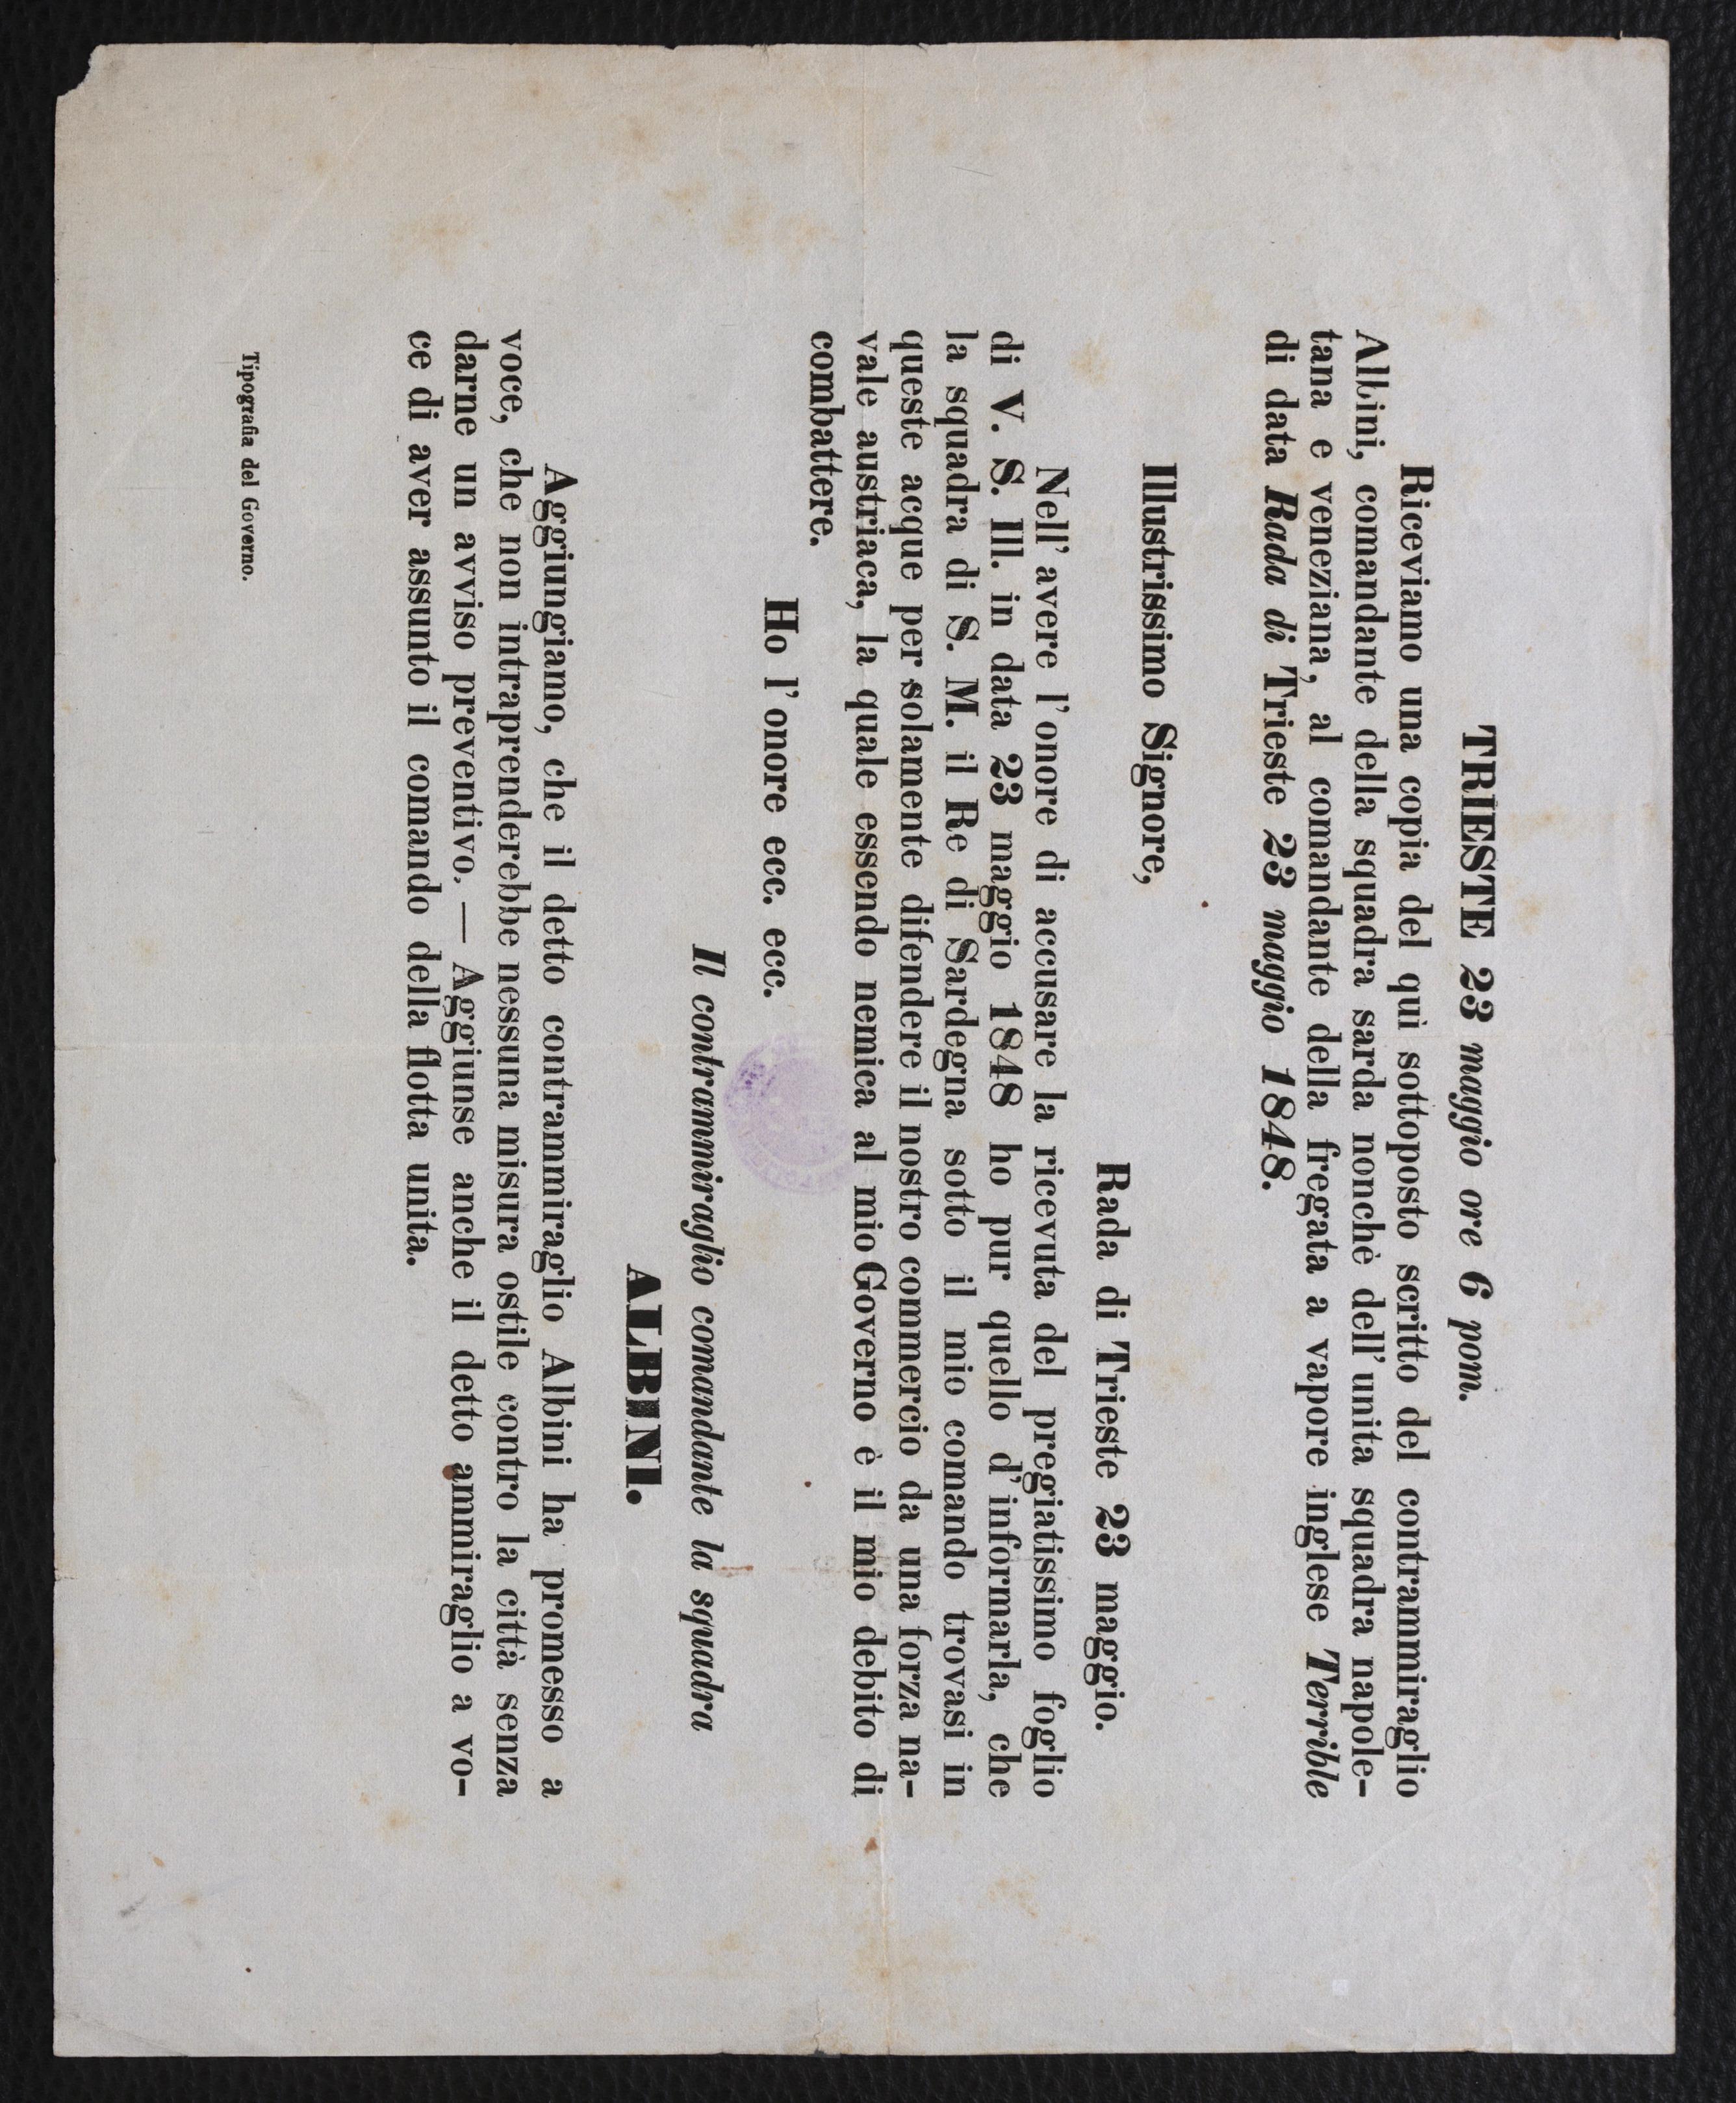 TRIESTE 23 maggio ore 6 pom.
Riceviamo una copia del quì sottoposto scritto del contrammiraglio
Albini, comandante della squadra sarda nonchè dell' unita squadra napole-
tana e veneziana, al comandante della fregata a vapore inglese Terrible
di data Rada di Trieste 23 maggio 1848.
Illustrissimo Signore,
Rada di Trieste 23 maggio.
Nell' avere l' onore di accusare la ricevuta del pregiatissimo foglio
di V. S. Ill. in data 23 maggio 1848 ho pur quello d' informarla, che
la squadra di S. M. il Re di Sardegna sotto il mio comando trovasi in
queste acque per solamente difendere il nostro commercio da una forza na-
vale austriaca, la quale essendo nemica al mio Governo è il mio debito di
combattere.
Ho l' onore ecc. ecc.
Il contrammiraglio comandante la squadra
ALBINI.
Aggiungiamo, che il detto contrammiraglio Albini ha promesso a
voce, che non intraprenderebbe nessuna misura ostile contro la città senza
darne un avviso preventivo. — Aggiunse anche il detto ammiraglio a vo-
ce di aver assunto il comando della flotta unita.
Tipografia del Governo.